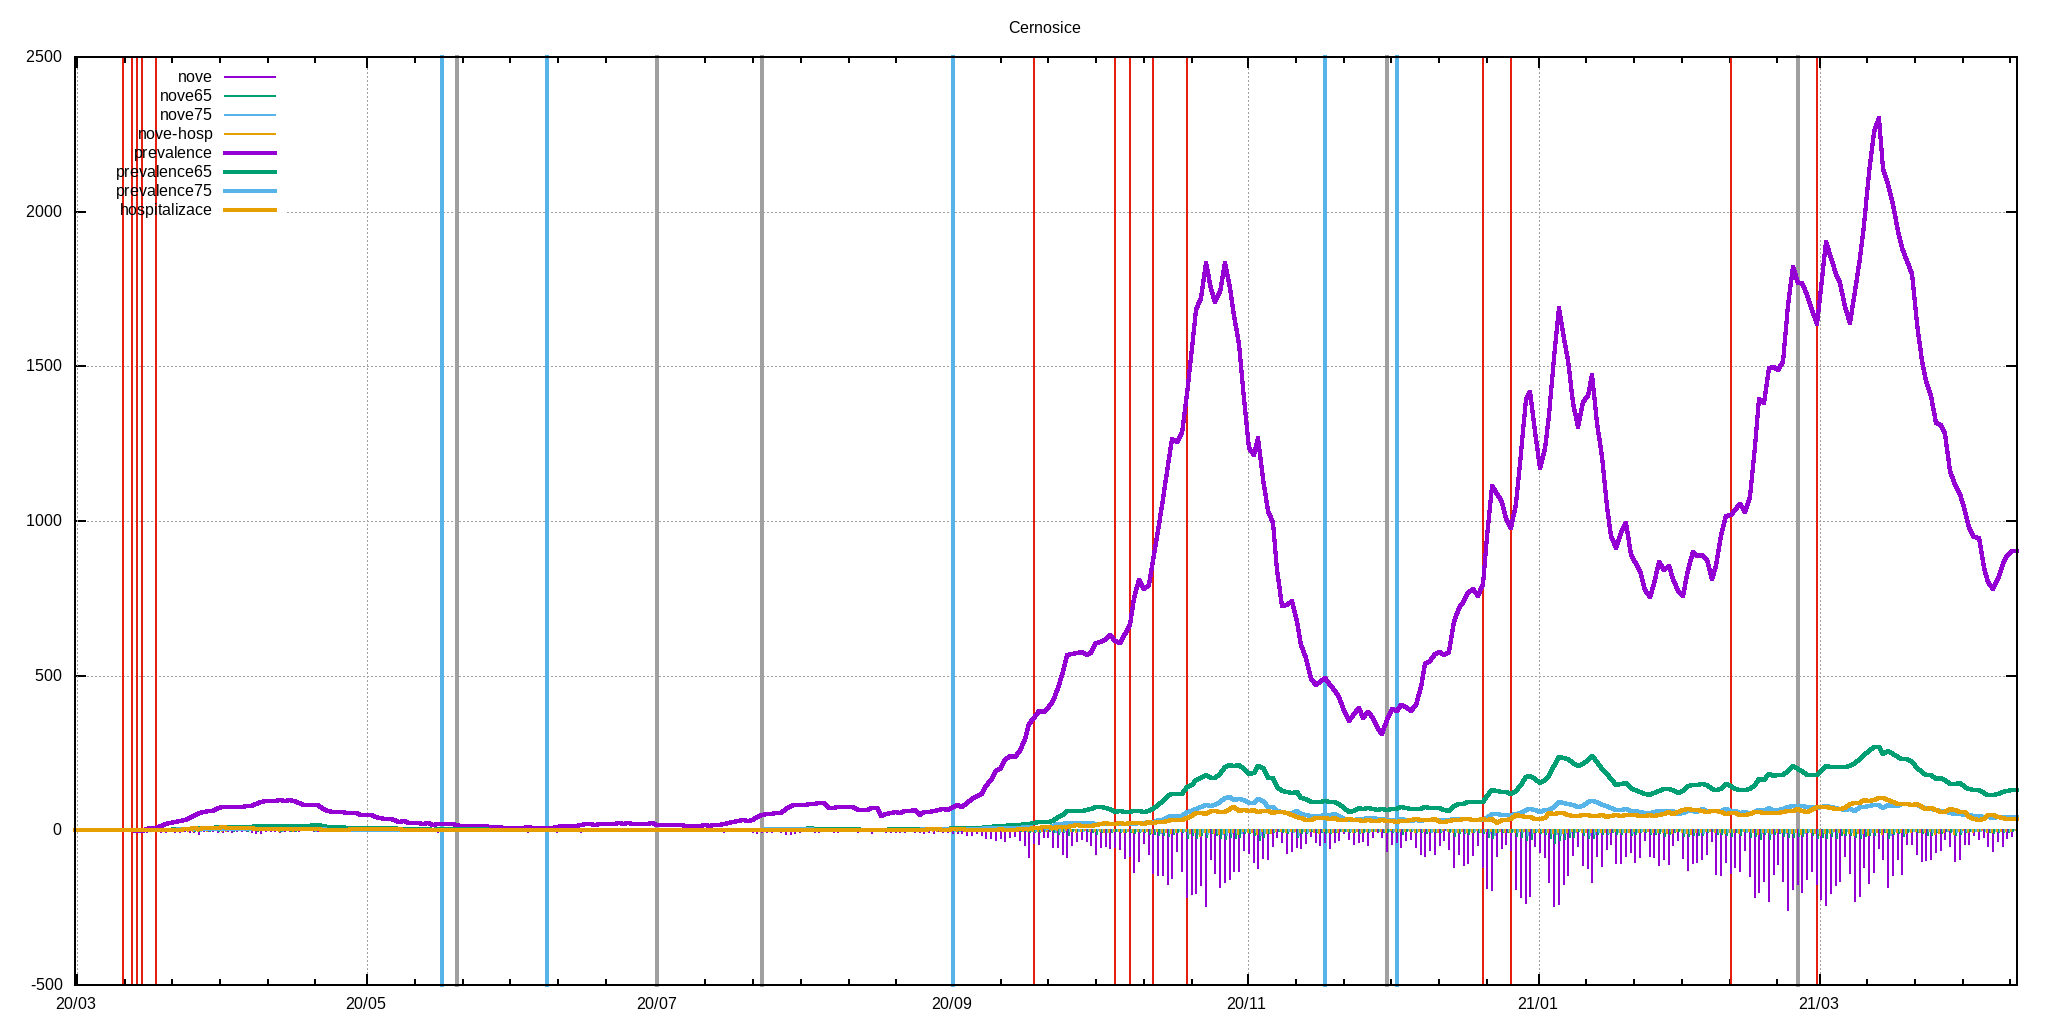 Cernosice
2500
2000
1500
1000
500
0
-500
nove
nove65
nove75
nove-hosp
prevalence
prevalence65
prevalence75
hospitalizace
20/03 20/05 20/07 20/09 20/11 21/01 21/03